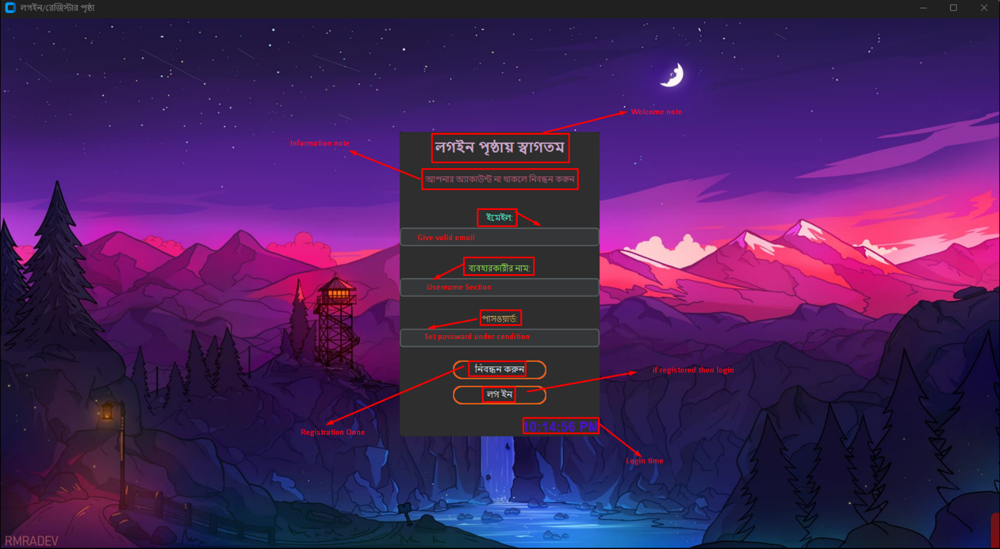 লগইন/রেজিস্টার পৃষ্ঠা
Welcome note
Information note
লগইন পৃষ্ঠায় স্বাগতম
আপনার অ্যাকাউন্ট না থাকলে নিবন্ধন করুন
ইমেইল:
Give valid email
ব্যবহারকারীর নাম:
Username Section
পাসওয়ার্ড:
Set password under condition
নিবন্ধন করুন
if registered then login
লগ ইন
10:14:56 PM
Registration Done
Login time
RMRADEV